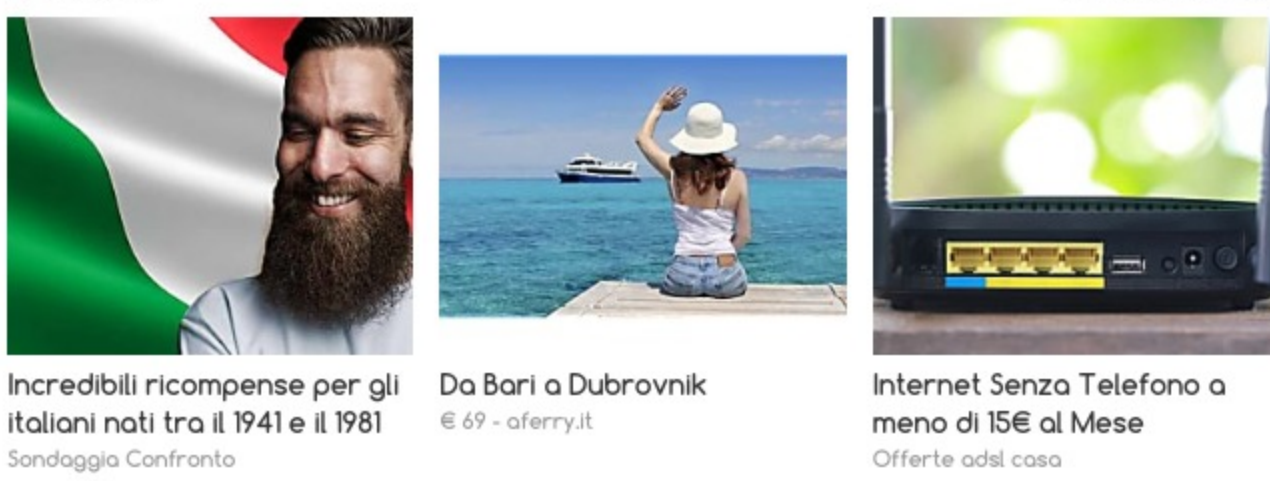 Incredibili ricompense per gli
italiani nati tra il 1941 e il 1981
Sondaggia Confronto
Da Bari a Dubrovnik
€ 69 - aferry.it
Internet Senza Telefono a
meno di 15€ al Mese
Offerte adsl casa